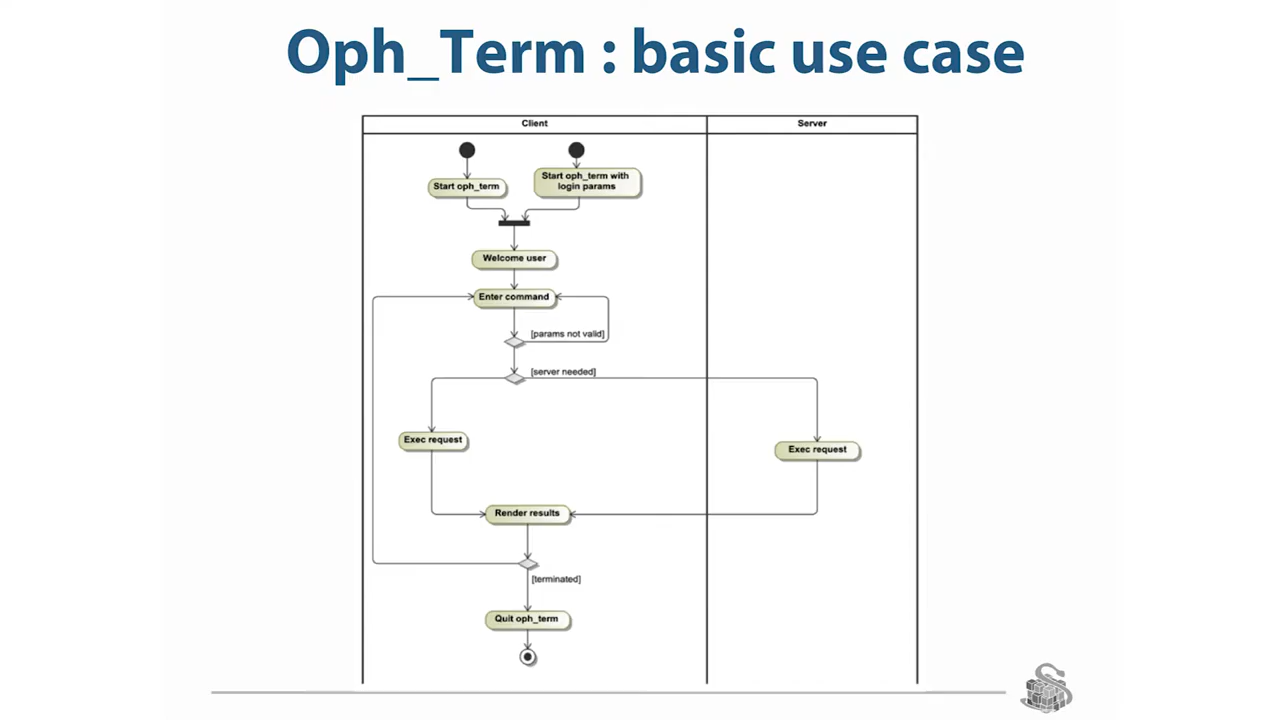 Oph_Term : basic use case
Client
Server
Start oph_term
Start oph_term with
login params
Welcome user
Enter command
[params not valid]
[server needed]
Exec request
Exec request
Render results
[terminated]
Quit oph_term